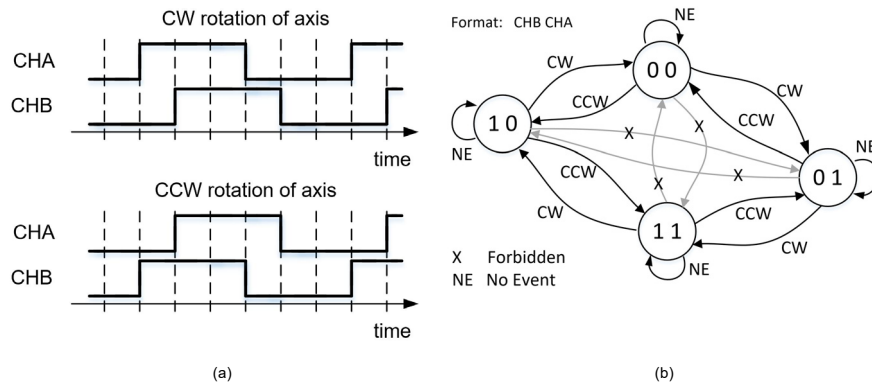 CW rotation of axis
CHA
CHB
time
CCW rotation of axis
CHA
CHB
time
(a)
Format: CHB CHA
NE
0 0
CW
CW
CCW
CCW
1 0
X
X
NE
NE
0 1
X
X
CCW
CCW
CW
CW
1 1
NE
X Forbidden
NE No Event
(b)